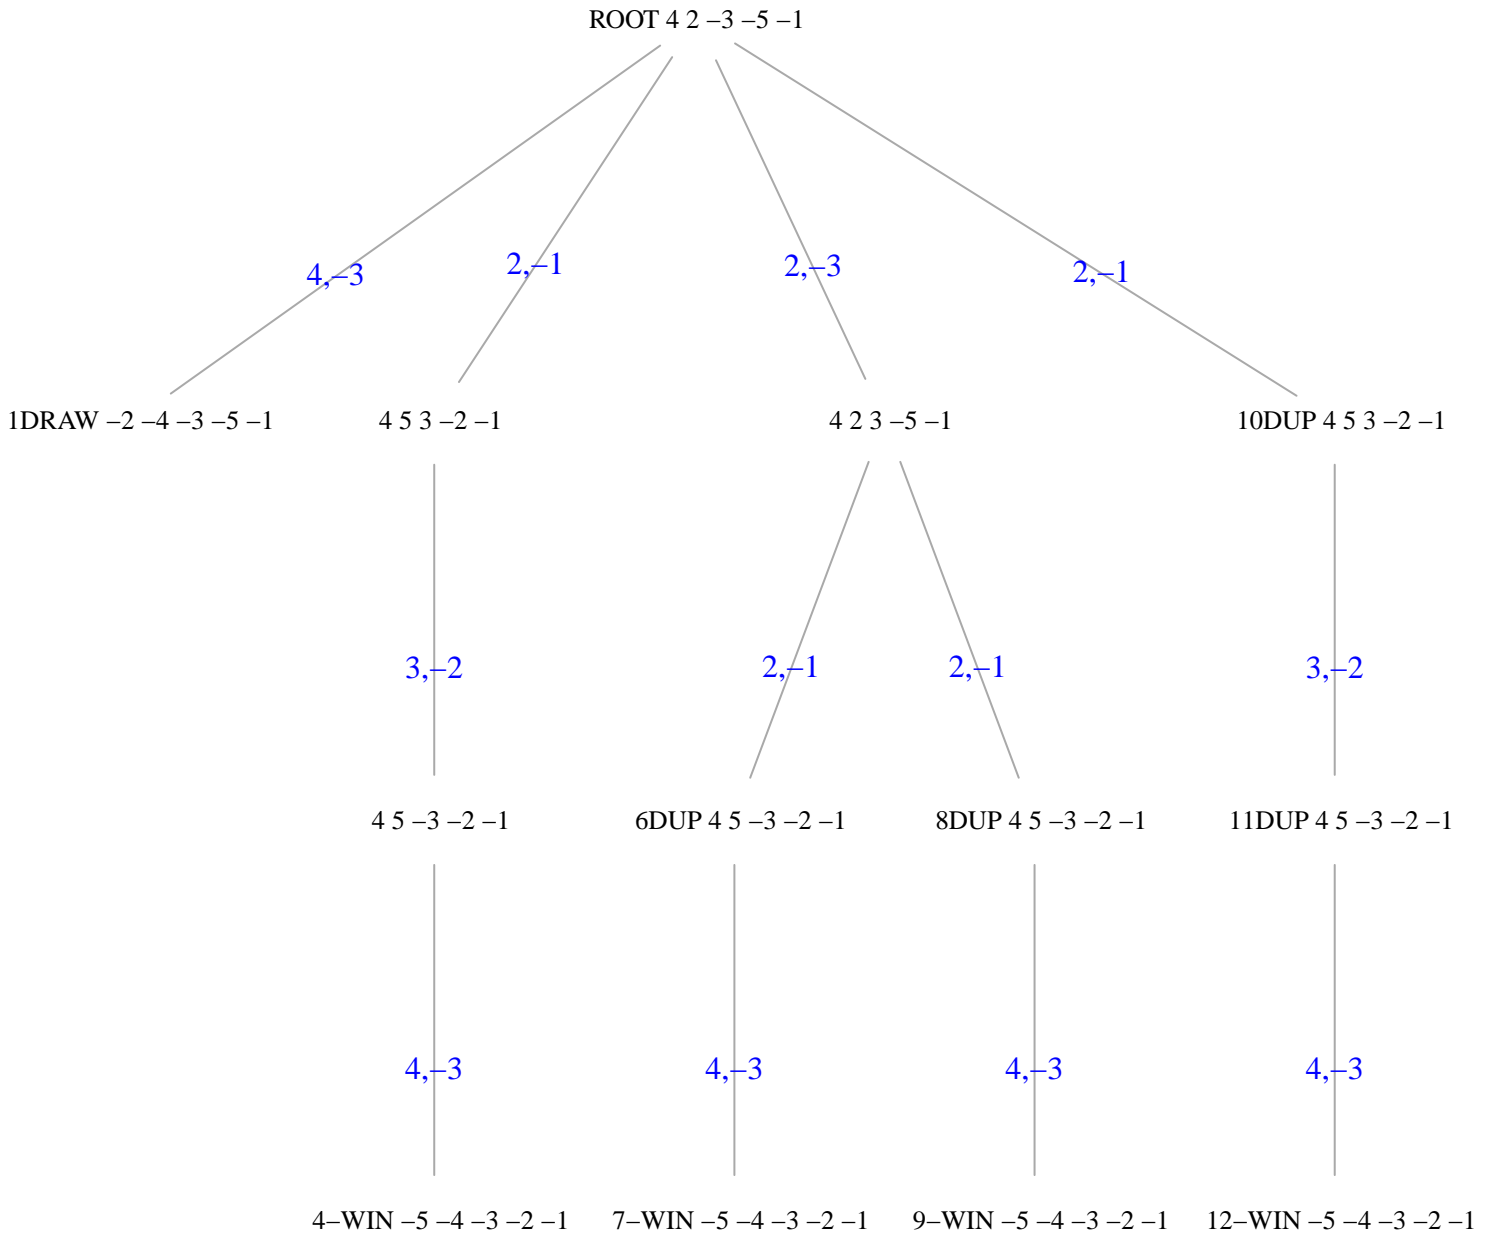 ROOT 4 2 –3 –5 –1
4,–3
2,–1
2,–3
2,–1
1DRAW –2 –4 –3 –5 –1
4 5 3 –2 –1
4 2 3 –5 –1
10DUP 4 5 3 –2 –1
3,–2
2,–1
2,–1
3,–2
4 5 –3 –2 –1
6DUP 4 5 –3 –2 –1
8DUP 4 5 –3 –2 –1
11DUP 4 5 –3 –2 –1
4,–3
4,–3
4,–3
4,–3
4–WIN –5 –4 –3 –2 –1
7–WIN –5 –4 –3 –2 –1
9–WIN –5 –4 –3 –2 –1
12–WIN –5 –4 –3 –2 –1